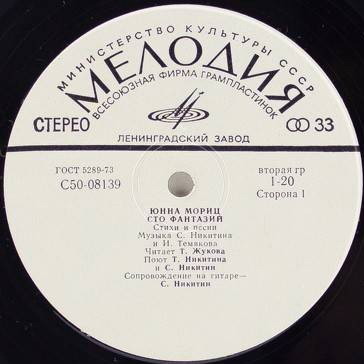 МИНИСТЕРСТВО КУЛЬТУРЫ СССР
МЕЛОДИЯ
ВСЕСОЮЗНАЯ ФИРМА ГРАМПЛАСТИНОК
СТЕРЕО
33
ЛЕНИНГРАДСКИЙ ЗАВОД
ГОСТ 5289-73
С50-08139
вторая гр
1-20
Сторона 1
ЮННА МОРИЦ
СТО ФАНТАЗИЙ
Стихи и песни
Музыка С. Никитина
и И. Темякова
Читает Т. Жукова
Поют Т. Никитина
и С. Никитин
Сопровождение на гитаре—
С. Никитин